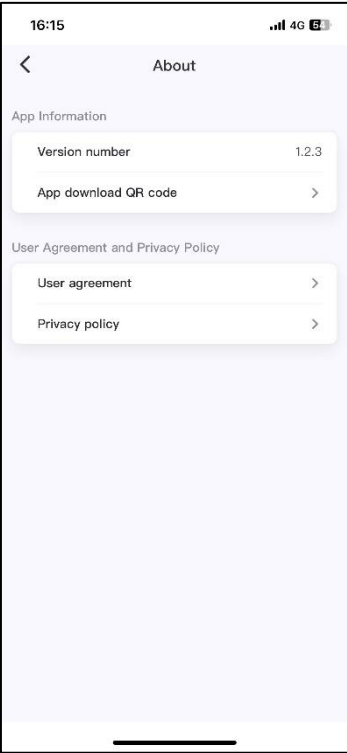 16:15 4G 54
About
App Information
Version number 1.2.3
App download QR code
User Agreement and Privacy Policy
User agreement
Privacy policy